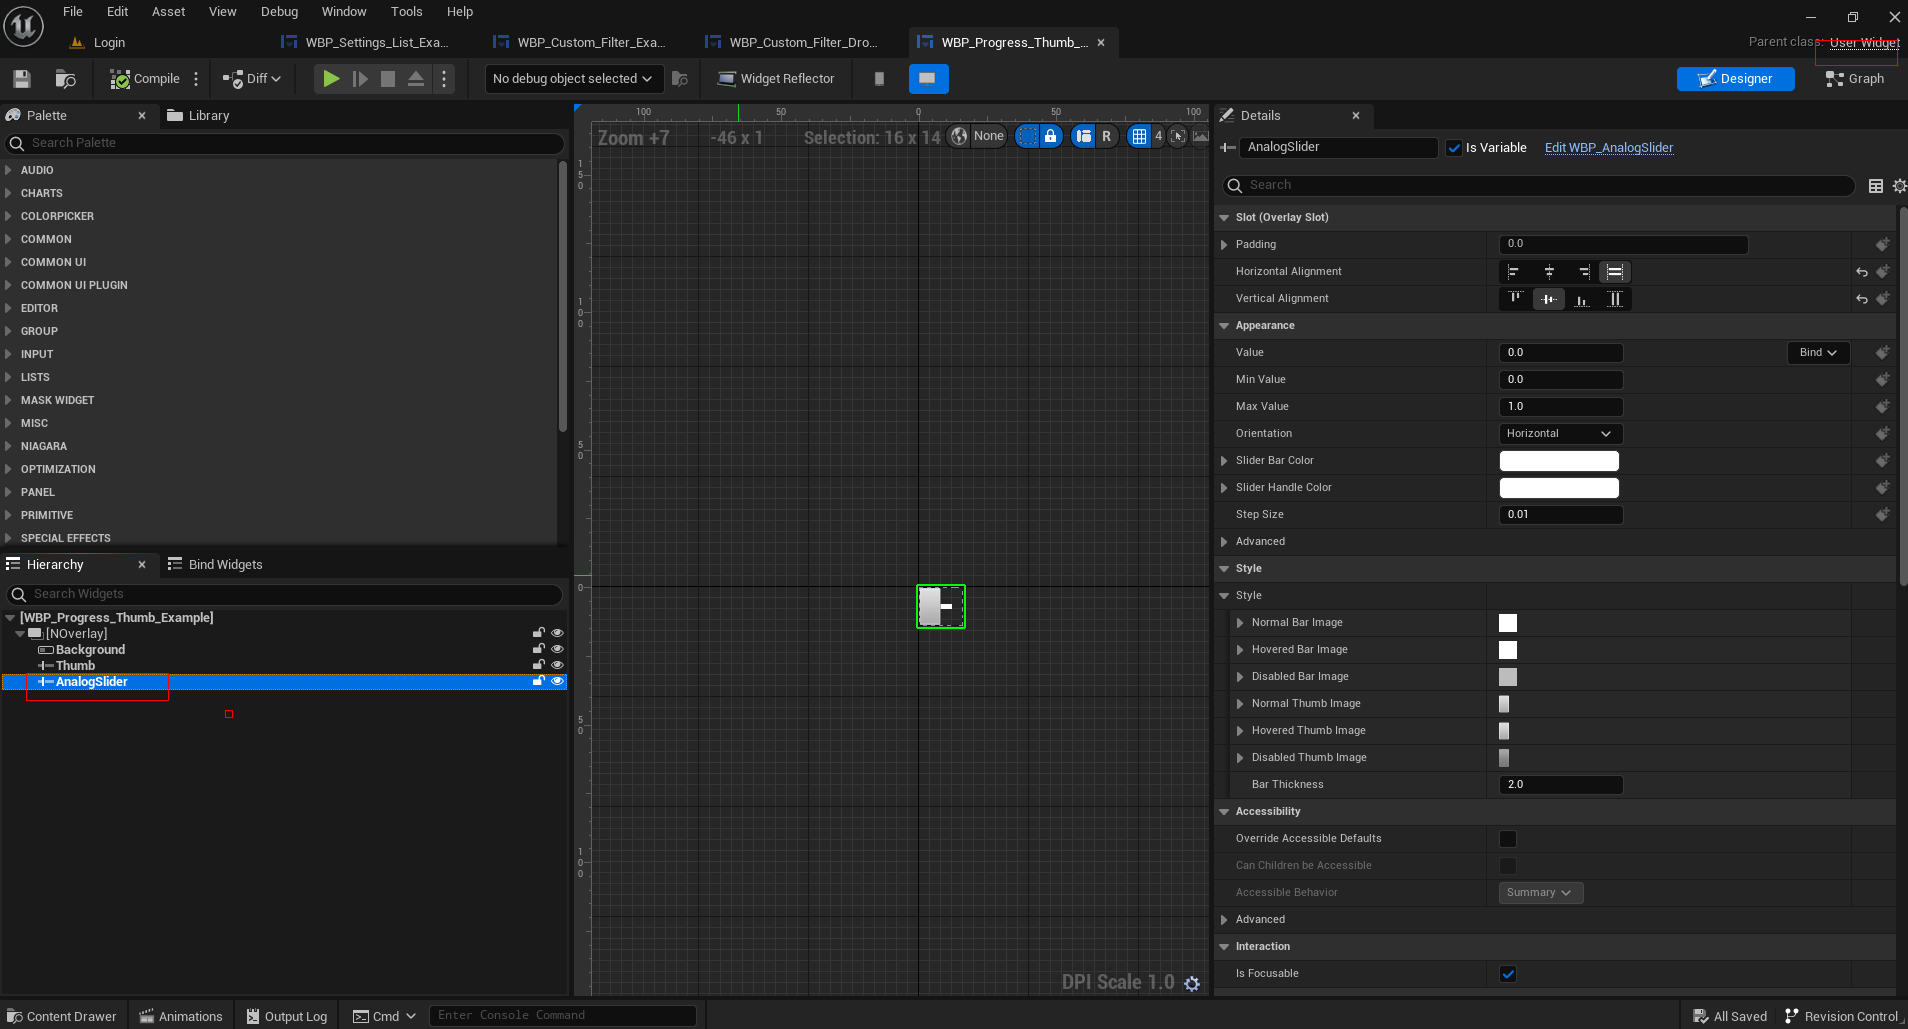 File Edit Asset View Debug Window Tools Help
Login
WBP_Settings_List_Exa...
WBP_Custom_Filter_Exa...
WBP_Custom_Filter_Dro...
WBP_Progress_Thumb_...
Parent class: User Widget
Compile
Diff
No debug object selected
Widget Reflector
Designer
Graph
Palette
Library
Search Palette
AUDIO
CHARTS
COLORPICKER
COMMON
COMMON UI
COMMON UI PLUGIN
EDITOR
GROUP
INPUT
LISTS
MASK WIDGET
MISC
NIAGARA
OPTIMIZATION
PANEL
PRIMITIVE
SPECIAL EFFECTS
Hierarchy
Bind Widgets
Search Widgets
[WBP_Progress_Thumb_Example]
[NOverlay]
Background
Thumb
AnalogSlider
100 50 0 50 100
Zoom +7
-46 x 1
Selection: 16 x 14
None
R
4
150
100
50
0
50
100
DPI Scale 1.0
Details
AnalogSlider
Is Variable
Edit WBP_AnalogSlider
Search
Slot (Overlay Slot)
Padding 0.0
Horizontal Alignment
Vertical Alignment
Appearance
Value 0.0 Bind
Min Value 0.0
Max Value 1.0
Orientation Horizontal
Slider Bar Color
Slider Handle Color
Step Size 0.01
Advanced
Style
Style
Normal Bar Image
Hovered Bar Image
Disabled Bar Image
Normal Thumb Image
Hovered Thumb Image
Disabled Thumb Image
Bar Thickness 2.0
Accessibility
Override Accessible Defaults
Can Children be Accessible
Accessible Behavior Summary
Advanced
Interaction
Is Focusable
Content Drawer
Animations
Output Log
Cmd
Enter Console Command
All Saved
Revision Control